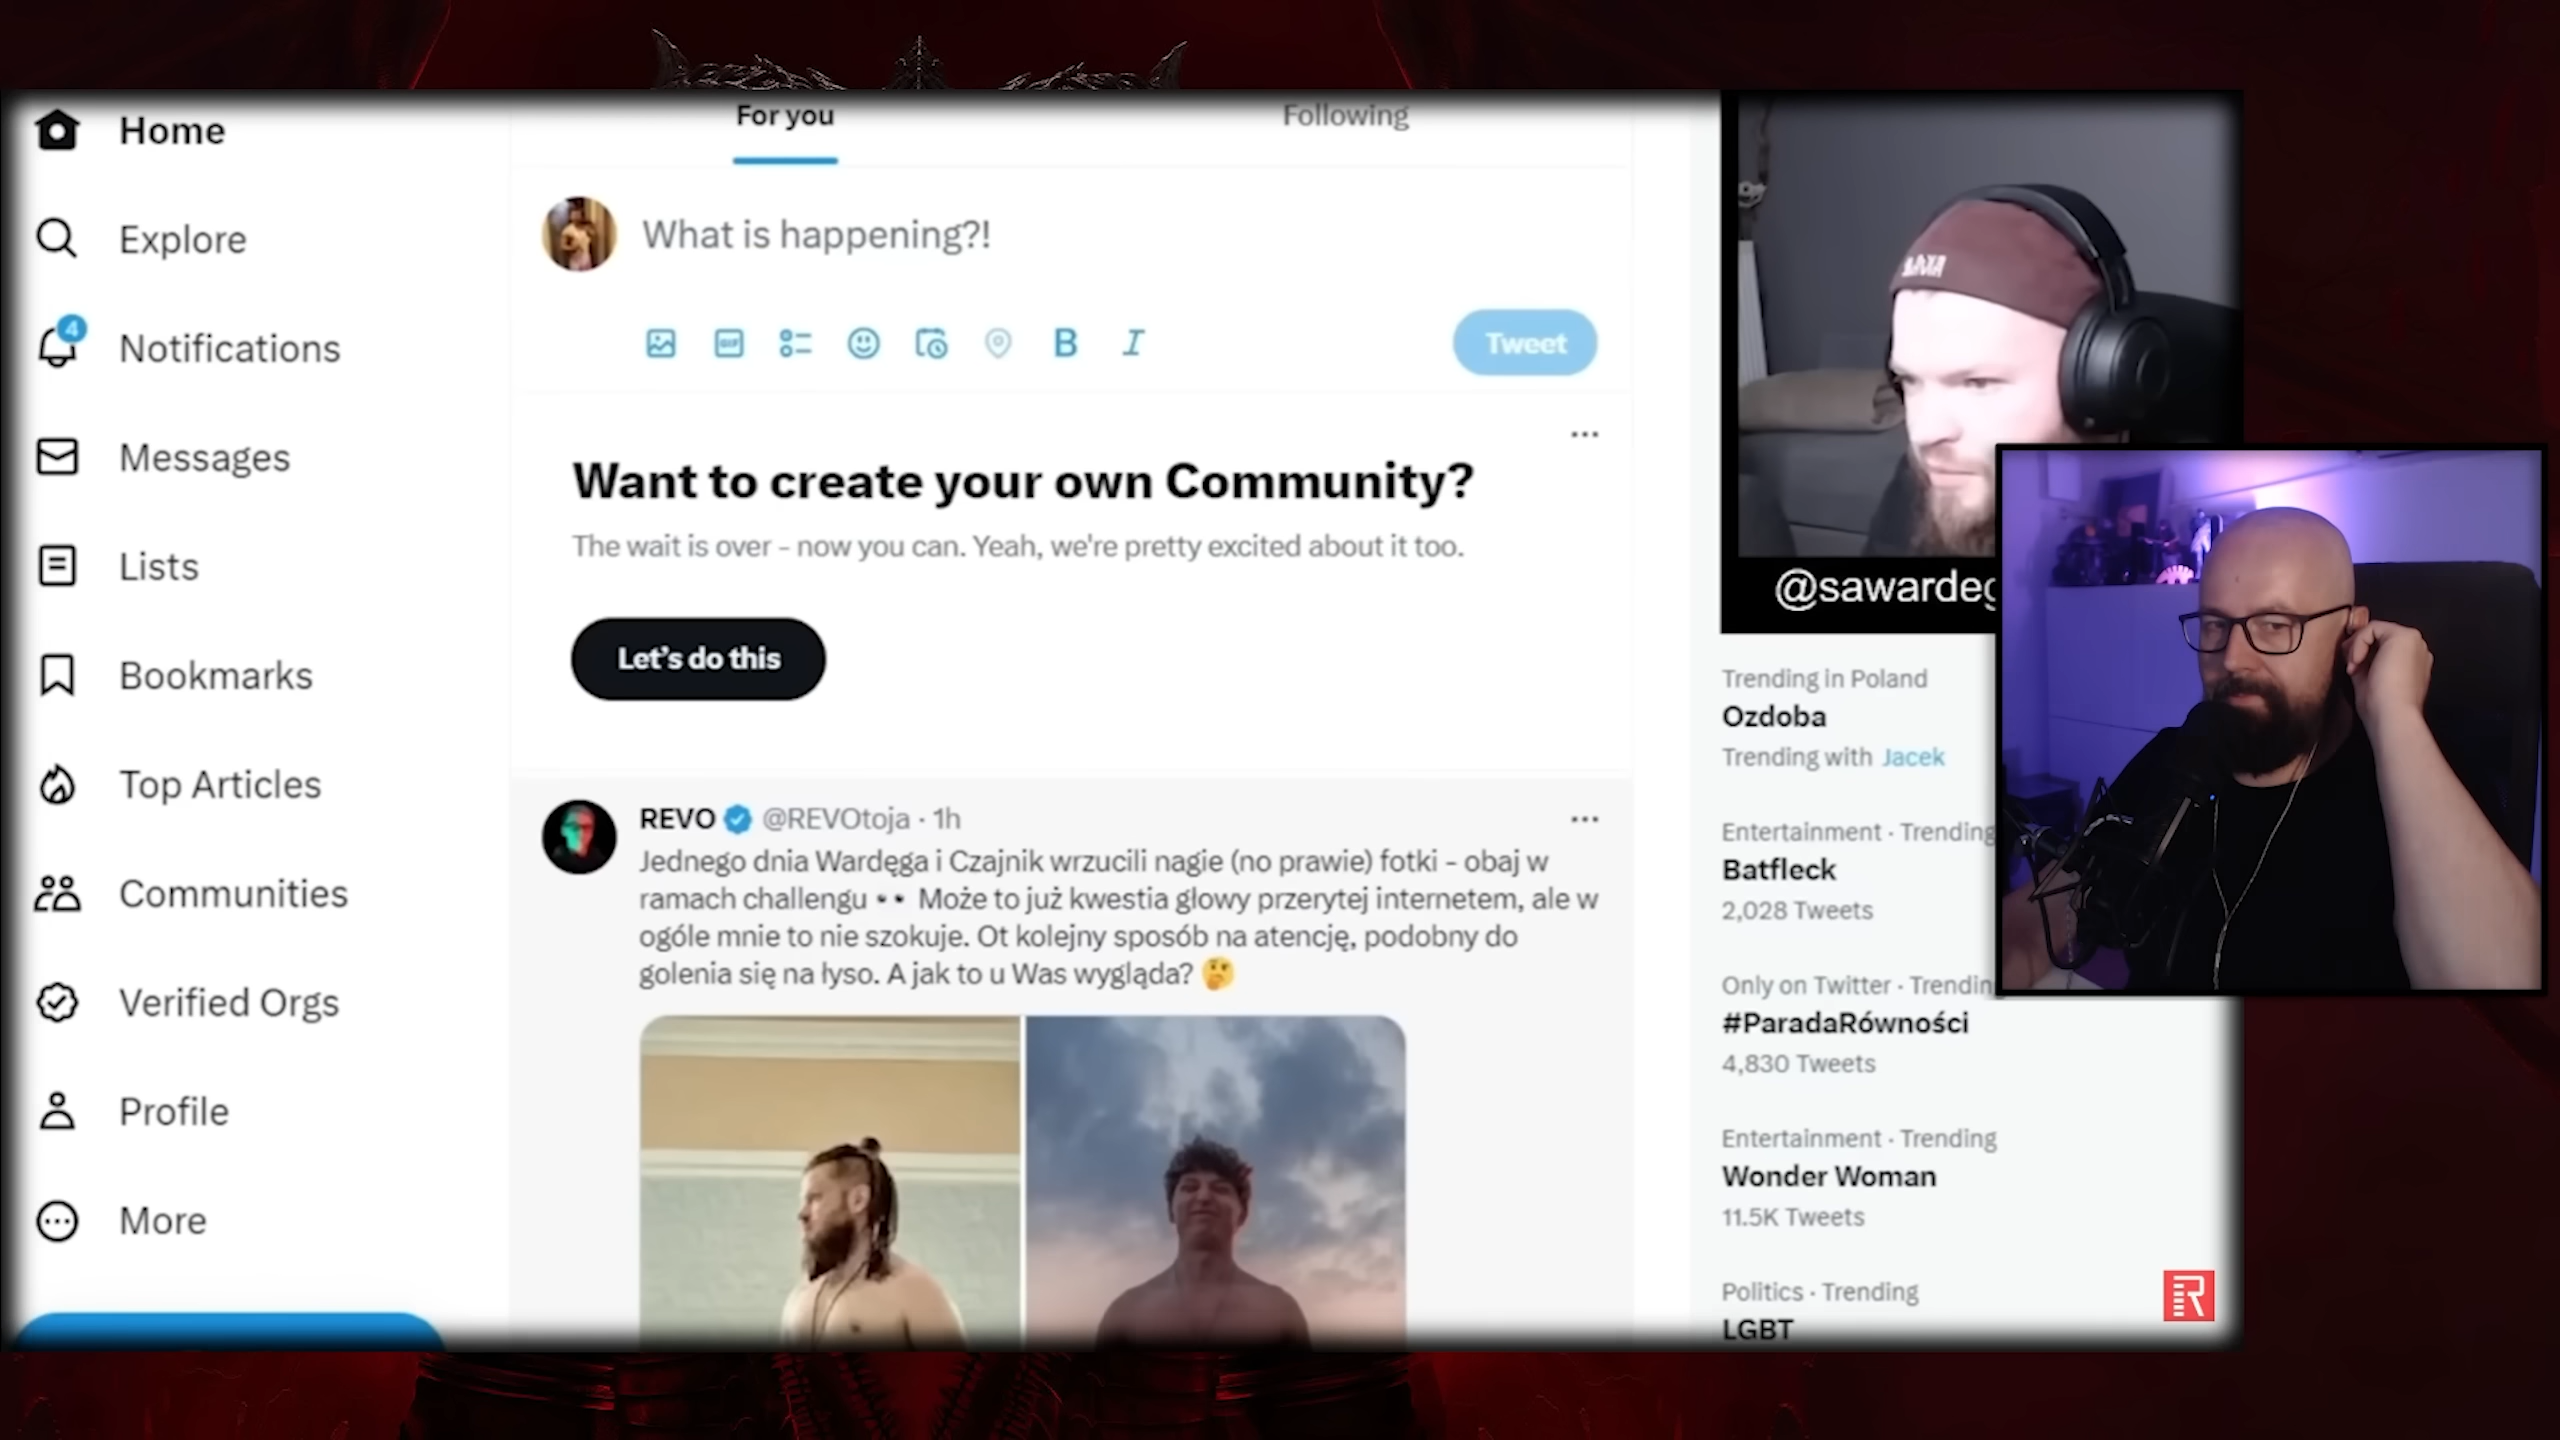 Home
Explore
4
Notifications
Messages
Lists
Bookmarks
Top Articles
Communities
Verified Orgs
Profile
More
For you
Following
What is happening?!
GIF
B I
Tweet
Want to create your own Community?
The wait is over – now you can. Yeah, we're pretty excited about it too.
Let's do this
REVO @REVOtoja · 1h
Jednego dnia Wardęga i Czajnik wrzucili nagie (no prawie) fotki – obaj w
ramach challengu 👀 Może to już kwestia głowy przerytej internetem, ale w
ogóle mnie to nie szokuje. Ot kolejny sposób na atencję, podobny do
golenia się na łyso. A jak to u Was wygląda? 🤔
@sawardeg
Trending in Poland
Ozdoba
Trending with Jacek
Entertainment · Trending
Batfleck
2,028 Tweets
Only on Twitter · Trending
#ParadaRówności
4,830 Tweets
Entertainment · Trending
Wonder Woman
11.5K Tweets
Politics · Trending
LGBT
R